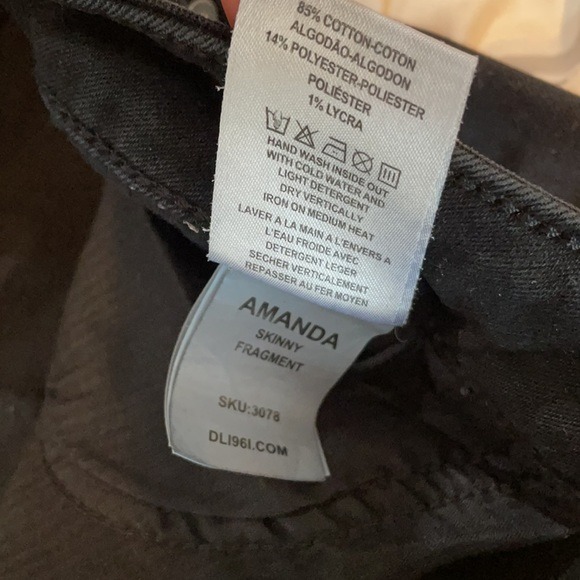 85% COTTON-COTON
ALGODÃO-ALGODON
14% POLYESTER-POLIESTER
POLIÉSTER
1% LYCRA
HAND WASH INSIDE OUT
WITH COLD WATER AND
LIGHT DETERGENT
DRY VERTICALLY
IRON ON MEDIUM HEAT
LAVER A LA MAIN A L'ENVERS A
L'EAU FROIDE AVEC
DETERGENT LEGER
SECHER VERTICALEMENT
REPASSER AU FER MOYEN
AMANDA
SKINNY
FRAGMENT
SKU:3078
DL1961.COM